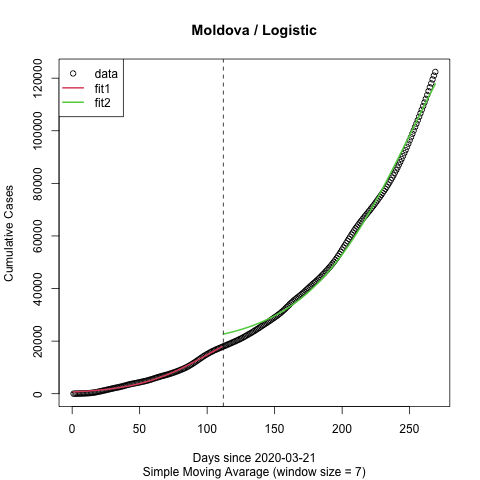 Moldova / Logistic
data
fit1
fit2
Cumulative Cases
0
20000
40000
60000
80000
100000
120000
0
50
100
150
200
250
Days since 2020-03-21
Simple Moving Avarage (window size = 7)